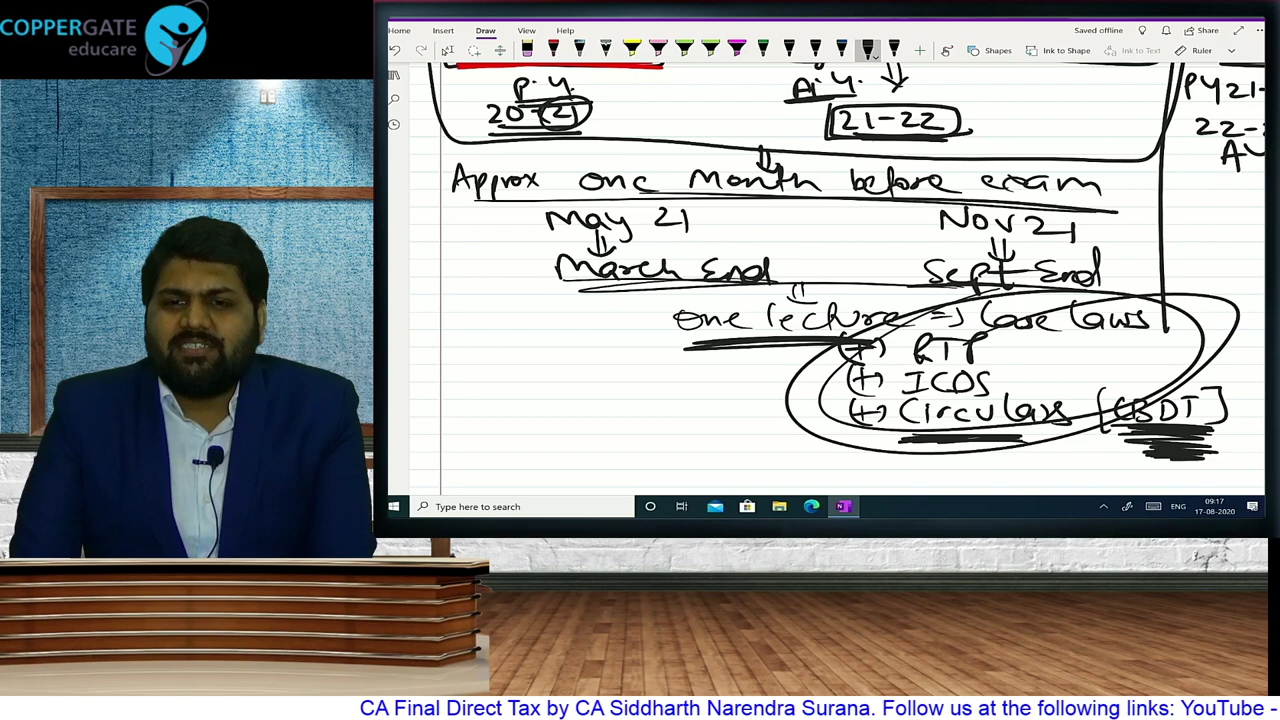 COPPERGATE
educare
Home Insert Draw View Help
Saved offline
Share
Shapes
Ink to Shape
Ink to Text
Ruler
P.Y.
20-(21)
A.Y.
21-22
PY 21-
22-
Approx one month before exam
May 21
Nov 21
March End
Sept End
one lecture => Case laws
(+) RTP
(+) ICDS
(+) Circulars [CBDT]
Type here to search
ENG
09:17
17-08-2020
CA Final Direct Tax by CA Siddharth Narendra Surana. Follow us at the following links: YouTube -